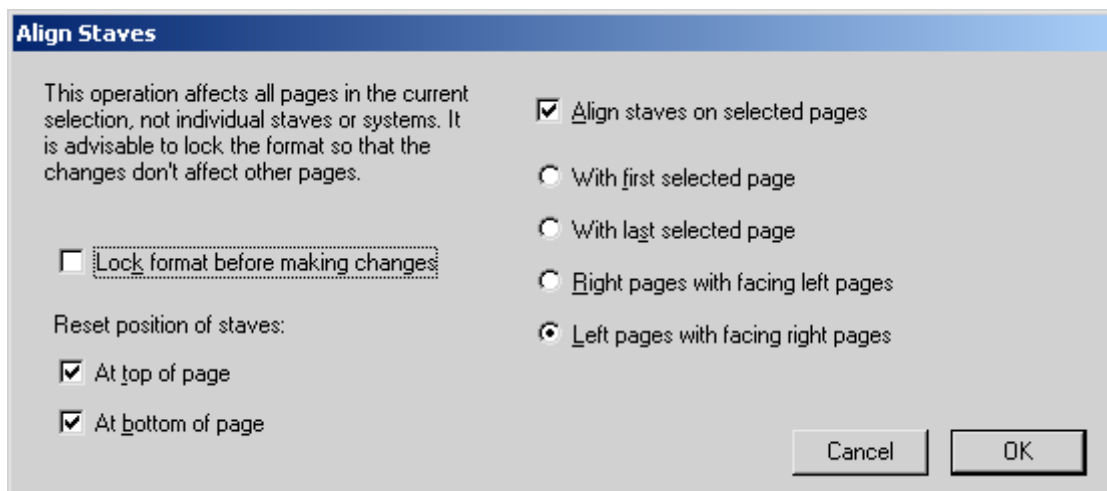 Align Staves
This operation affects all pages in the current
selection, not individual staves or systems. It
is advisable to lock the format so that the
changes don't affect other pages.
Lock format before making changes
Reset position of staves:
At top of page
At bottom of page
Align staves on selected pages
With first selected page
With last selected page
Right pages with facing left pages
Left pages with facing right pages
Cancel
OK